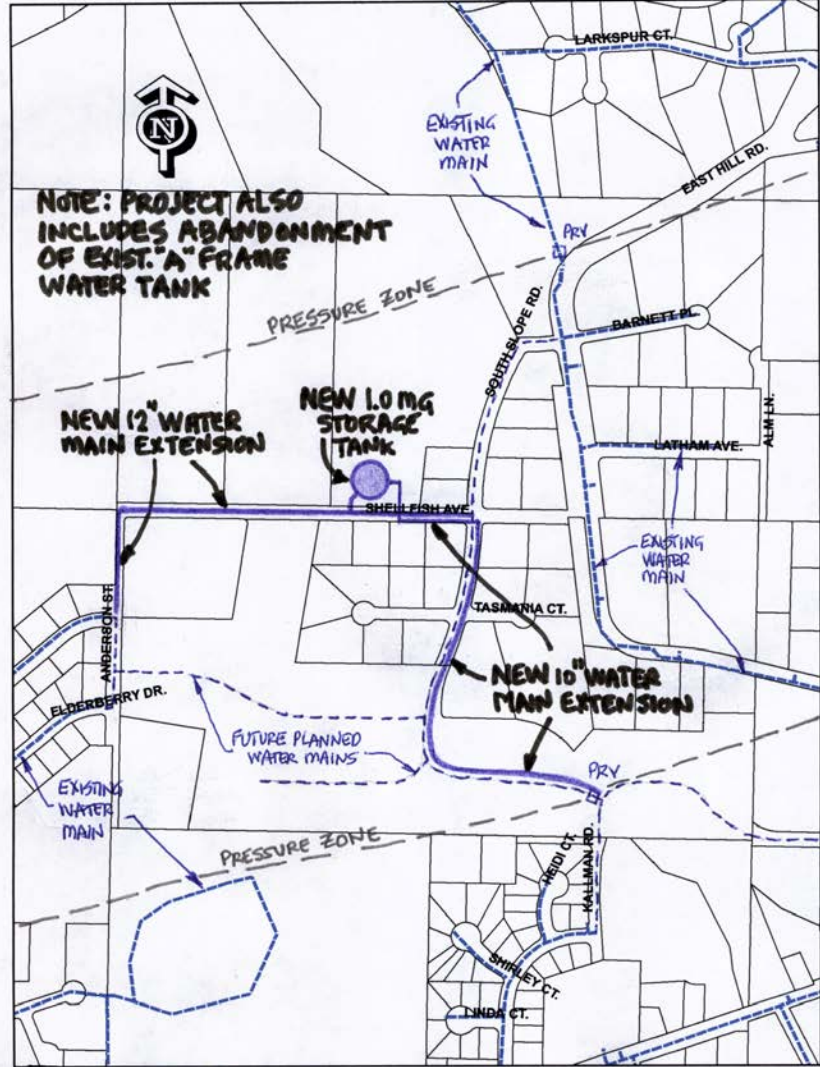 LARKSPUR CT.
EXISTING
WATER
MAIN
N
EAST HILL RD.
NOTE: PROJECT ALSO
INCLUDES ABANDONMENT
OF EXIST. "A" FRAME
WATER TANK
PRV
PRESSURE ZONE
SOUTH SLOPE RD.
BARNETT PL.
NEW 12" WATER
MAIN EXTENSION
NEW 1.0 MG
STORAGE
TANK
LATHAM AVE.
ALM LN.
SHELLFISH AVE.
EXISTING
WATER
MAIN
TASMANIA CT.
ANDERSON ST.
NEW 10" WATER
MAIN EXTENSION
ELDERBERRY DR.
FUTURE PLANNED
WATER MAINS
PRV
EXISTING
WATER
MAIN
PRESSURE ZONE
HEIDI CT.
KALLMAN RD.
SHIRLEY CT.
LINDA CT.